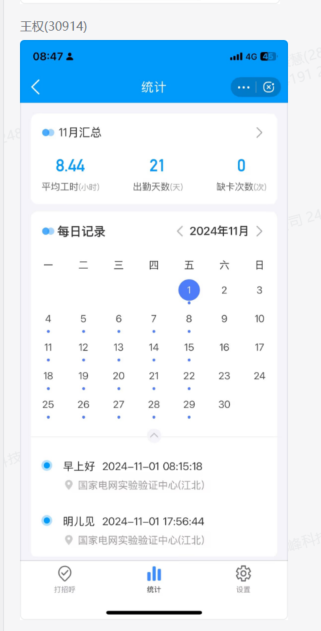 王权(30914)
08:47
4G
统计
11月汇总
8.44 21 0
平均工时(小时) 出勤天数(天) 缺卡次数(次)
每日记录 2024年11月
一 二 三 四 五 六 日
1 2 3
4 5 6 7 8 9 10
11 12 13 14 15 16 17
18 19 20 21 22 23 24
25 26 27 28 29 30
早上好 2024-11-01 08:15:18
国家电网实验验证中心(江北)
明儿见 2024-11-01 17:56:44
国家电网实验验证中心(江北)
打招呼 统计 设置